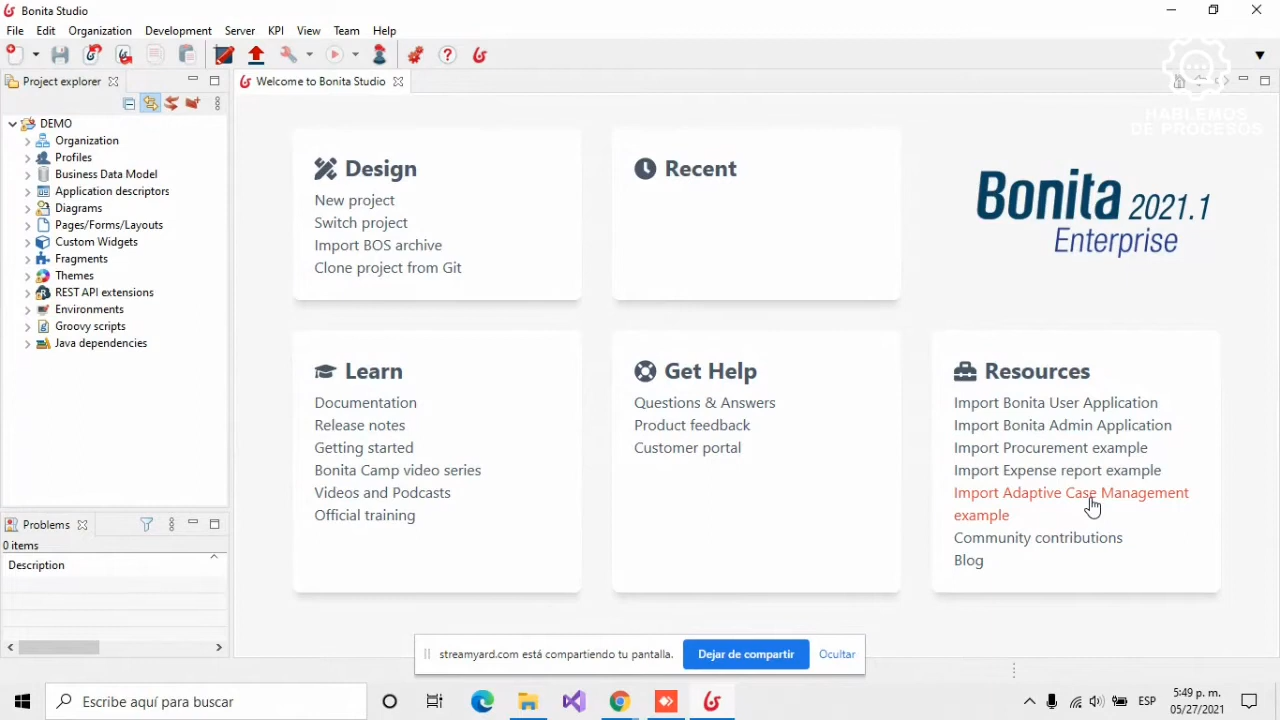 Bonita Studio
File Edit Organization Development Server KPI View Team Help
Project explorer
Welcome to Bonita Studio
HABLEMOS
DE PROCESOS
DEMO
Organization
Profiles
Business Data Model
Application descriptors
Diagrams
Pages/Forms/Layouts
Custom Widgets
Fragments
Themes
REST API extensions
Environments
Groovy scripts
Java dependencies
Design
New project
Switch project
Import BOS archive
Clone project from Git
Recent
Bonita 2021.1
Enterprise
Learn
Documentation
Release notes
Getting started
Bonita Camp video series
Videos and Podcasts
Official training
Get Help
Questions & Answers
Product feedback
Customer portal
Resources
Import Bonita User Application
Import Bonita Admin Application
Import Procurement example
Import Expense report example
Import Adaptive Case Management
example
Community contributions
Blog
Problems
0 items
Description
streamyard.com está compartiendo tu pantalla. Dejar de compartir Ocultar
Escribe aquí para buscar
ESP
5:49 p. m.
05/27/2021